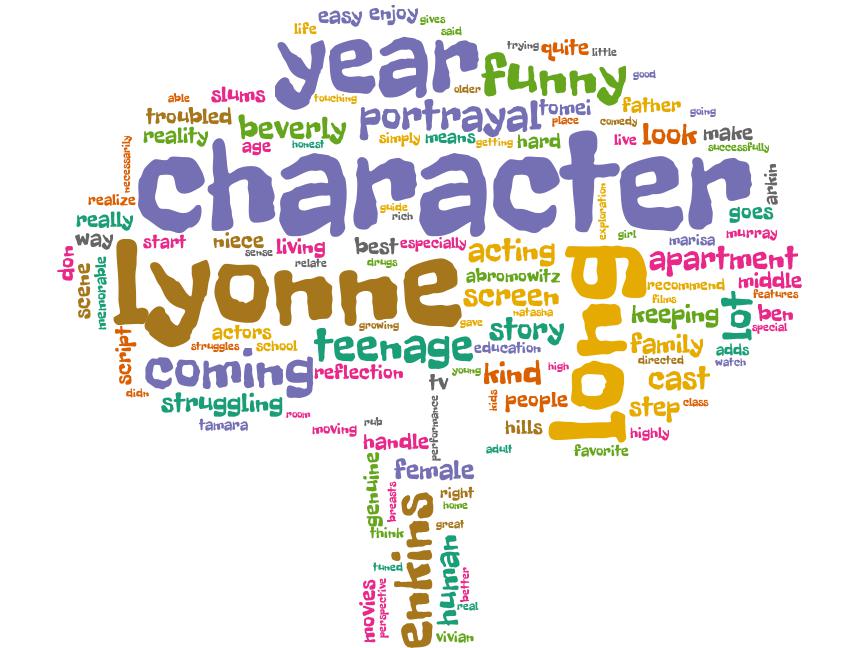 easy enjoy gives
life said
year trying quite little
funny good
older
able slums touching
troubled portrayal tomei father going
beverly place comedy
reality simply means getting hard live look make
age honest successfully
necessarily
character
arkin
realize guide rich exploration
really goes
girl
way start niece living best especially marisa murray
sense
don relate drugs acting apartment
scene memorable
Lyonne abromowitz long recommend middle
screen films features
natasha keeping lot ben
growing gave special
actors story
script struggles school teenage education family adds
directed watch
coming reflection tv young kind high cast
didn
struggling kids people step class
tamara room performance
moving rub hills highly
handle adult favorite
genuine female
breasts right
home
think great
enkins
tuned human
movies perspective better
real
vivian